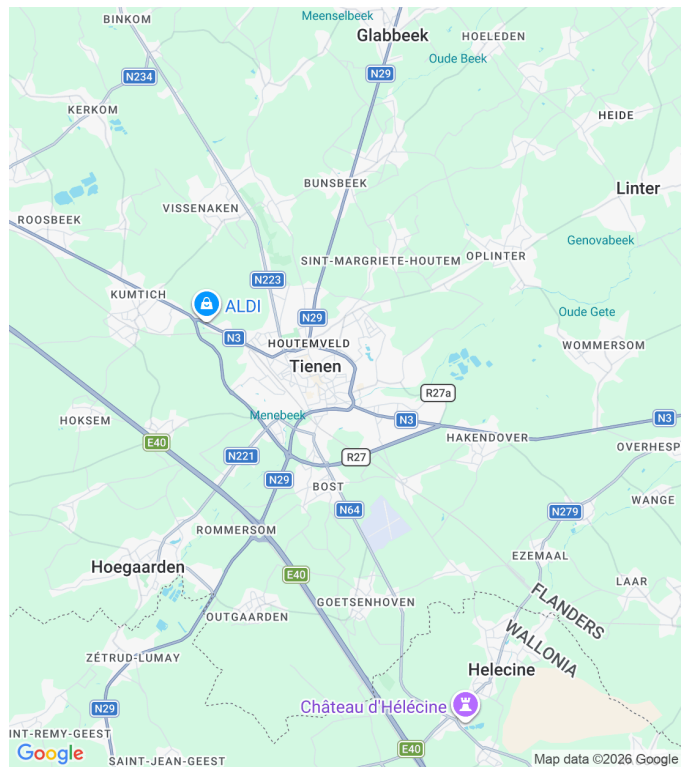 Meenselbeek
BINKOM
Glabbeek
HOELEDEN
Oude Beek
N234
N29
KERKOM
HEIDE
BUNSBEEK
Linter
VISSENAKEN
ROOSBEEK
Genovabeek
OPLINTER
SINT-MARGRIETE-HOUTEM
N223
KUMTICH
ALDI
Oude Gete
N29
N3
HOUTEMVELD
WOMMERSOM
Tienen
R27a
Menebeek
HOKSEM
N3
N3
E40
HAKENDOVER
OVERHESP
N221
R27
N29
BOST
WANGE
N64
N279
ROMMERSOM
EZEMAAL
Hoegaarden
E40
LAAR
GOETSENHOVEN
FLANDERS
OUTGAARDEN
WALLONIA
ZÉTRUD-LUMAY
Helecine
Château d'Hélécine
N29
INT-REMY-GEEST
E40
Google
SAINT-JEAN-GEEST
Map data ©2026 Google